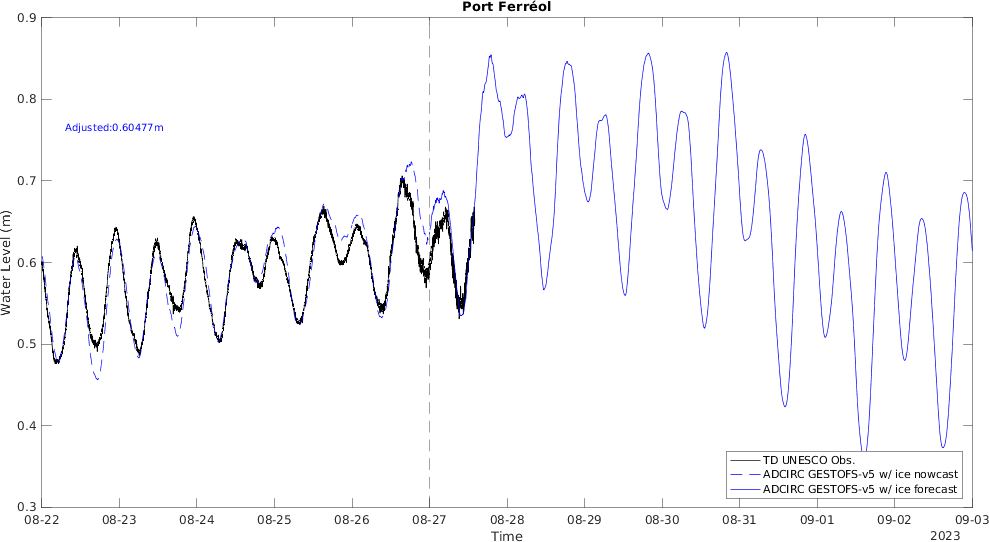 Port Ferréol
0.9
0.8
0.7
0.6
0.5
0.4
0.3
Water Level (m)
Adjusted:0.60477m
TD UNESCO Obs.
ADCIRC GESTOFS-v5 w/ ice nowcast
ADCIRC GESTOFS-v5 w/ ice forecast
08-22 08-23 08-24 08-25 08-26 08-27 08-28 08-29 08-30 08-31 09-01 09-02 09-03
Time
2023